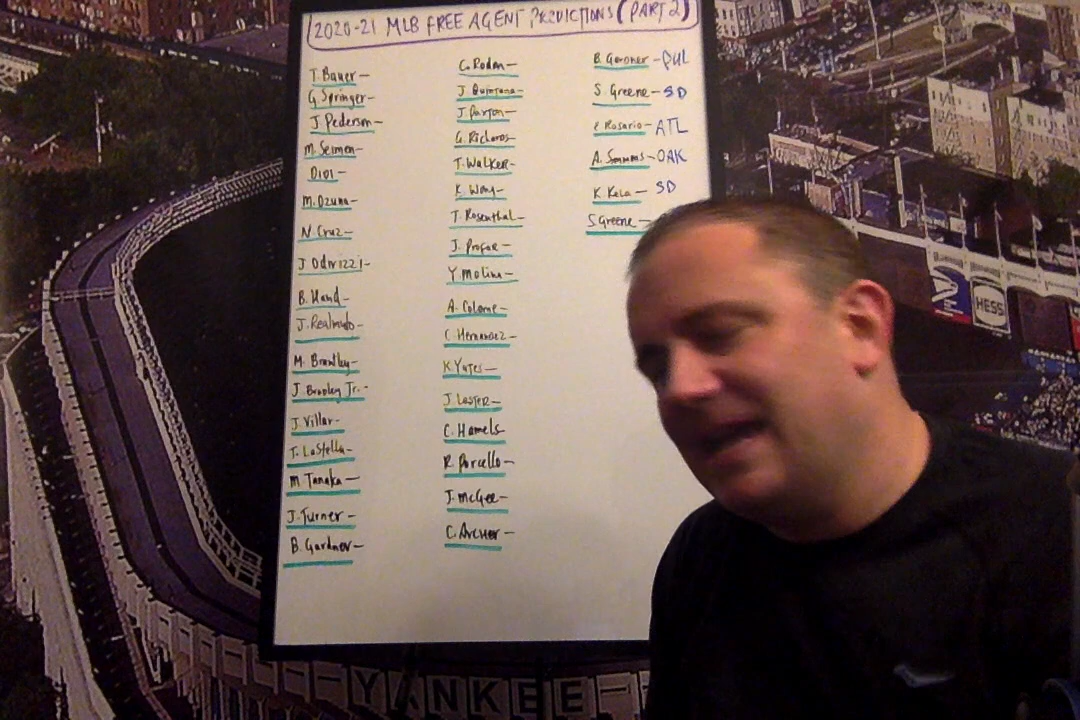 2020-21 MLB FREE AGENT PREDICTIONS (PART 2)
T. Bauer-
G. Springer-
J Pederson-
M. Semien-
Didi-
M. Ozuna-
N. Cruz-
J Odorizzi-
B. Hand-
J. Realmuto-
M. Brantley-
J. Bradley Jr.-
J. Villar-
T. LaStella-
M Tanaka-
J. Turner-
B. Gardner-
C. Rodon-
J Quintana-
J. Paxton-
G. Richards-
T. Walker-
K. Wong-
T. Rosenthal-
J. Profar-
Y. Molina-
A. Colome-
C. Hernandez-
K Yates-
J. Lester-
C. Hamels
R. Porcello-
J. McGee-
C. Archer-
S. Greene-SD
E Rosario-ATL
A. Simmons-OAK
K Kela-SD
S Greene-
HESS
YANKEE